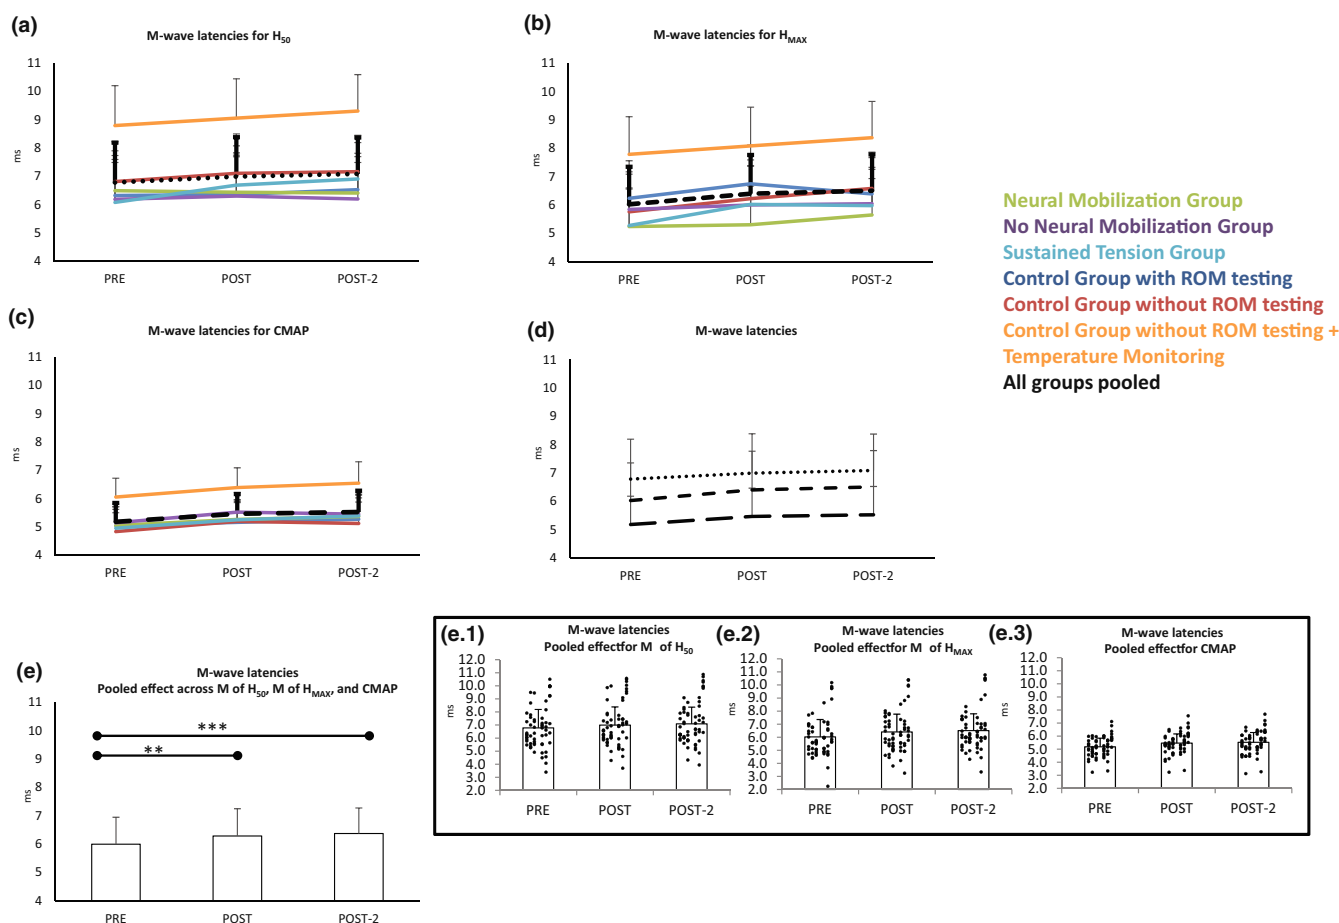 (a)
M-wave latencies for H50
11
10
9
8
7
6
5
4
ms
PRE POST POST-2
(b)
M-wave latencies for HMAX
11
10
9
8
7
6
5
4
ms
PRE POST POST-2
Neural Mobilization Group
No Neural Mobilization Group
Sustained Tension Group
Control Group with ROM testing
Control Group without ROM testing
Control Group without ROM testing +
Temperature Monitoring
All groups pooled
(c)
M-wave latencies for CMAP
11
10
9
8
7
6
5
4
ms
PRE POST POST-2
(d)
M-wave latencies
11
10
9
8
7
6
5
4
ms
PRE POST POST-2
(e)
M-wave latencies
Pooled effect across M of H50, M of HMAX, and CMAP
11
10
9
8
7
6
5
4
ms
***
**
PRE POST POST-2
(e.1)
M-wave latencies
Pooled effectfor M of H50
12.0
11.0
10.0
9.0
8.0
7.0
6.0
5.0
4.0
3.0
2.0
ms
PRE POST POST-2
(e.2)
M-wave latencies
Pooled effectfor M of HMAX
12.0
11.0
10.0
9.0
8.0
7.0
6.0
5.0
4.0
3.0
2.0
ms
PRE POST POST-2
(e.3)
M-wave latencies
Pooled effectfor CMAP
12.0
11.0
10.0
9.0
8.0
7.0
6.0
5.0
4.0
3.0
2.0
ms
PRE POST POST-2